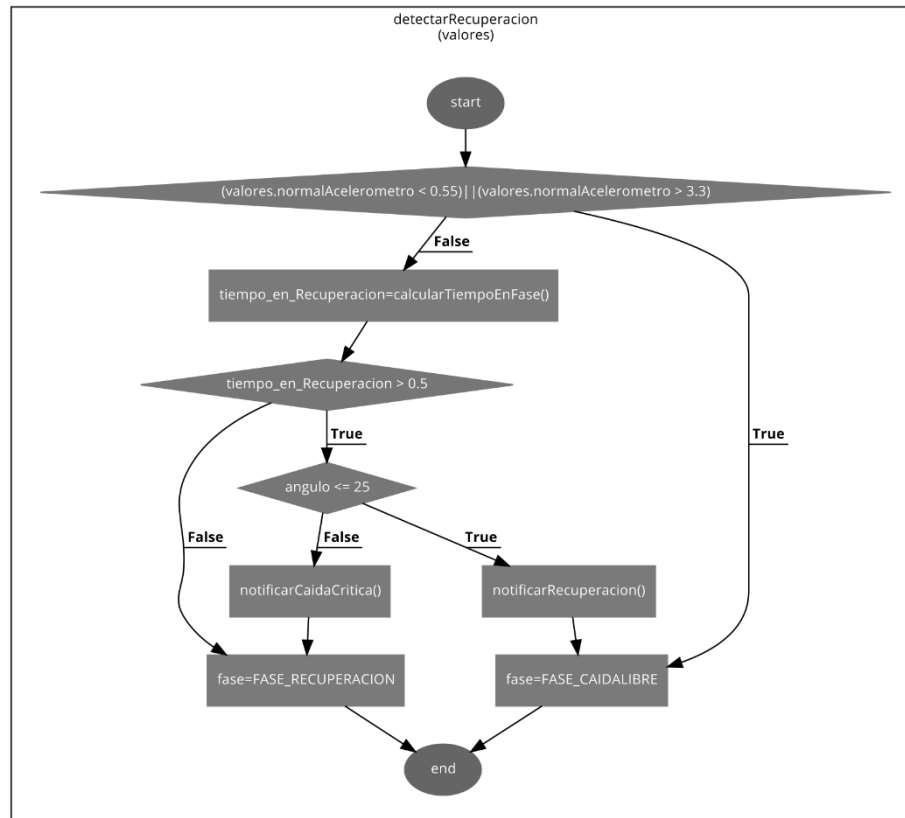 detectarRecuperacion
(valores)
start
(valores.normalAcelerometro < 0.55)||(valores.normalAcelerometro > 3.3)
False
tiempo_en_Recuperacion=calcularTiempoEnFase()
tiempo_en_Recuperacion > 0.5
True
True
angulo <= 25
False
False
True
notificarCaidaCritica()
notificarRecuperacion()
fase=FASE_RECUPERACION
fase=FASE_CAIDALIBRE
end